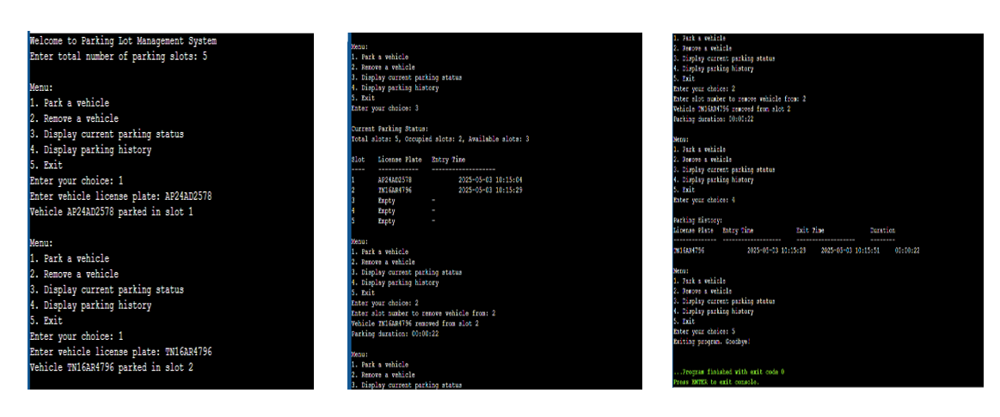 Welcome to Parking Lot Management System
Enter total number of parking slots: 5
Menu:
1. Park a vehicle
2. Remove a vehicle
3. Display current parking status
4. Display parking history
5. Exit
Enter your choice: 1
Enter vehicle license plate: AP24AD2578
Vehicle AP24AD2578 parked in slot 1
Menu:
1. Park a vehicle
2. Remove a vehicle
3. Display current parking status
4. Display parking history
5. Exit
Enter your choice: 1
Enter vehicle license plate: TN16AR4796
Vehicle TN16AR4796 parked in slot 2
Menu:
1. Park a vehicle
2. Remove a vehicle
3. Display current parking status
4. Display parking history
5. Exit
Enter your choice: 3
Current Parking Status:
Total slots: 5, Occupied slots: 2, Available slots: 3
Slot License Plate Entry Time
---- ------------- -------------------
1 AP24AD2578 2025-05-03 10:15:04
2 TN16AR4796 2025-05-03 10:15:29
3 Empty -
4 Empty -
5 Empty -
Menu:
1. Park a vehicle
2. Remove a vehicle
3. Display current parking status
4. Display parking history
5. Exit
Enter your choice: 2
Enter slot number to remove vehicle from: 2
Vehicle TN16AR4796 removed from slot 2
Parking duration: 00:00:22
Menu:
1. Park a vehicle
2. Remove a vehicle
3. Display current parking status
1. Park a vehicle
2. Remove a vehicle
3. Display current parking status
4. Display parking history
5. Exit
Enter your choice: 2
Enter slot number to remove vehicle from: 2
Vehicle TN16AR4796 removed from slot 2
Parking duration: 00:00:22
Menu:
1. Park a vehicle
2. Remove a vehicle
3. Display current parking status
4. Display parking history
5. Exit
Enter your choice: 4
Parking History:
License Plate Entry Time Exit Time Duration
------------- ------------------- ------------------- --------
TN16AR4796 2025-05-03 10:15:29 2025-05-03 10:15:51 00:00:22
Menu:
1. Park a vehicle
2. Remove a vehicle
3. Display current parking status
4. Display parking history
5. Exit
Enter your choice: 5
Exiting program. Goodbye!
...Program finished with exit code 0
Press ENTER to exit console.